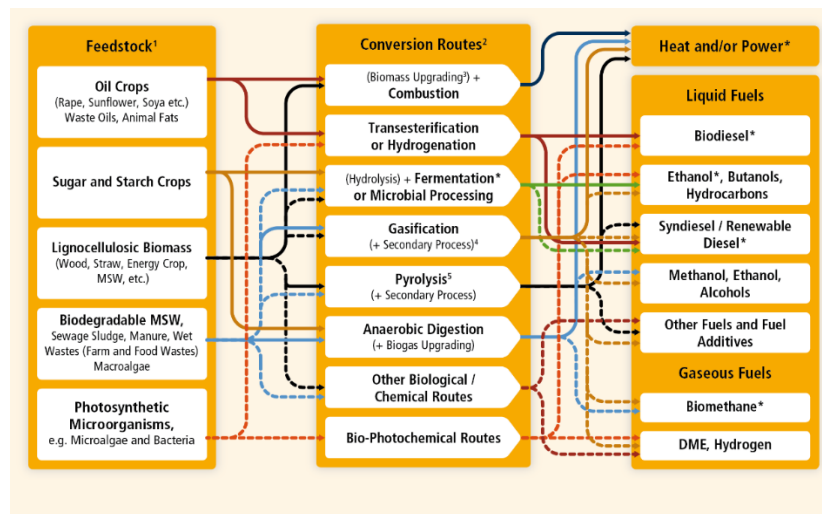 Feedstock¹
Oil Crops
(Rape, Sunflower, Soya etc.)
Waste Oils, Animal Fats
Sugar and Starch Crops
Lignocellulosic Biomass
(Wood, Straw, Energy Crop,
MSW, etc.)
Biodegradable MSW,
Sewage Sludge, Manure, Wet
Wastes (Farm and Food Wastes)
Macroalgae
Photosynthetic
Microorganisms,
e.g. Microalgae and Bacteria
Conversion Routes²
(Biomass Upgrading³) +
Combustion
Transesterification
or Hydrogenation
(Hydrolysis) + Fermentation*
or Microbial Processing
Gasification
(+ Secondary Process)⁴
Pyrolysis⁵
(+ Secondary Process)
Anaerobic Digestion
(+ Biogas Upgrading)
Other Biological /
Chemical Routes
Bio-Photochemical Routes
Heat and/or Power*
Liquid Fuels
Biodiesel*
Ethanol*, Butanols,
Hydrocarbons
Syndiesel / Renewable
Diesel*
Methanol, Ethanol,
Alcohols
Other Fuels and Fuel
Additives
Gaseous Fuels
Biomethane*
DME, Hydrogen